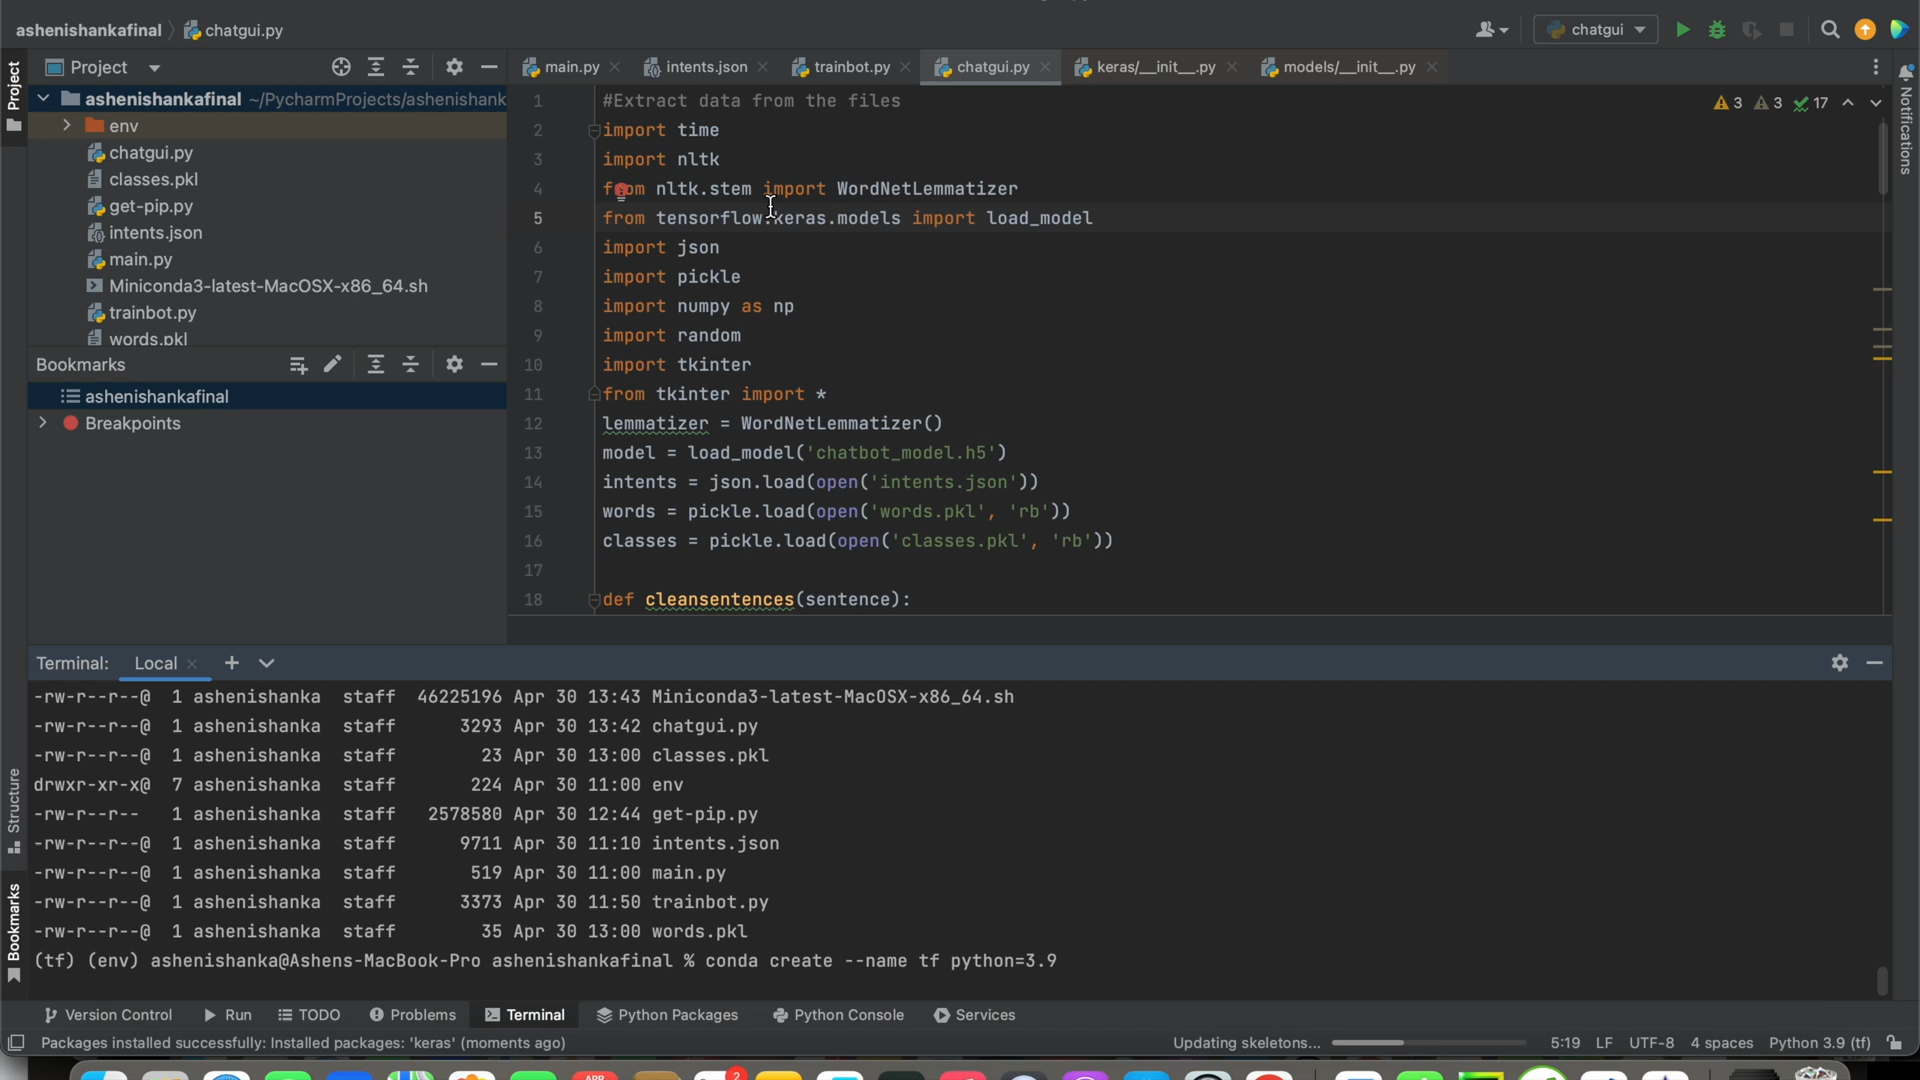 ashenishankafinal chatgui.py
chatgui
Project
main.py intents.json trainbot.py chatgui.py keras/__init__.py models/__init__.py
Project
Notifications
ashenishankafinal ~/PycharmProjects/ashenishank
env
chatgui.py
classes.pkl
get-pip.py
intents.json
main.py
Miniconda3-latest-MacOSX-x86_64.sh
trainbot.py
words.pkl
Bookmarks
ashenishankafinal
Breakpoints
3 3 17
1 #Extract data from the files
2 import time
3 import nltk
4 from nltk.stem import WordNetLemmatizer
5 from tensorflow.keras.models import load_model
6 import json
7 import pickle
8 import numpy as np
9 import random
10 import tkinter
11 from tkinter import *
12 lemmatizer = WordNetLemmatizer()
13 model = load_model('chatbot_model.h5')
14 intents = json.load(open('intents.json'))
15 words = pickle.load(open('words.pkl', 'rb'))
16 classes = pickle.load(open('classes.pkl', 'rb'))
17
18 def cleansentences(sentence):
Structure
Bookmarks
Terminal: Local
-rw-r--r--@ 1 ashenishanka staff 46225196 Apr 30 13:43 Miniconda3-latest-MacOSX-x86_64.sh
-rw-r--r--@ 1 ashenishanka staff 3293 Apr 30 13:42 chatgui.py
-rw-r--r--@ 1 ashenishanka staff 23 Apr 30 13:00 classes.pkl
drwxr-xr-x@ 7 ashenishanka staff 224 Apr 30 11:00 env
-rw-r--r-- 1 ashenishanka staff 2578580 Apr 30 12:44 get-pip.py
-rw-r--r--@ 1 ashenishanka staff 9711 Apr 30 11:10 intents.json
-rw-r--r--@ 1 ashenishanka staff 519 Apr 30 11:00 main.py
-rw-r--r--@ 1 ashenishanka staff 3373 Apr 30 11:50 trainbot.py
-rw-r--r--@ 1 ashenishanka staff 35 Apr 30 13:00 words.pkl
(tf) (env) ashenishanka@Ashens-MacBook-Pro ashenishankafinal % conda create --name tf python=3.9
Version Control Run TODO Problems Terminal Python Packages Python Console Services
Packages installed successfully: Installed packages: 'keras' (moments ago) Updating skeletons... 5:19 LF UTF-8 4 spaces Python 3.9 (tf)
APR 2